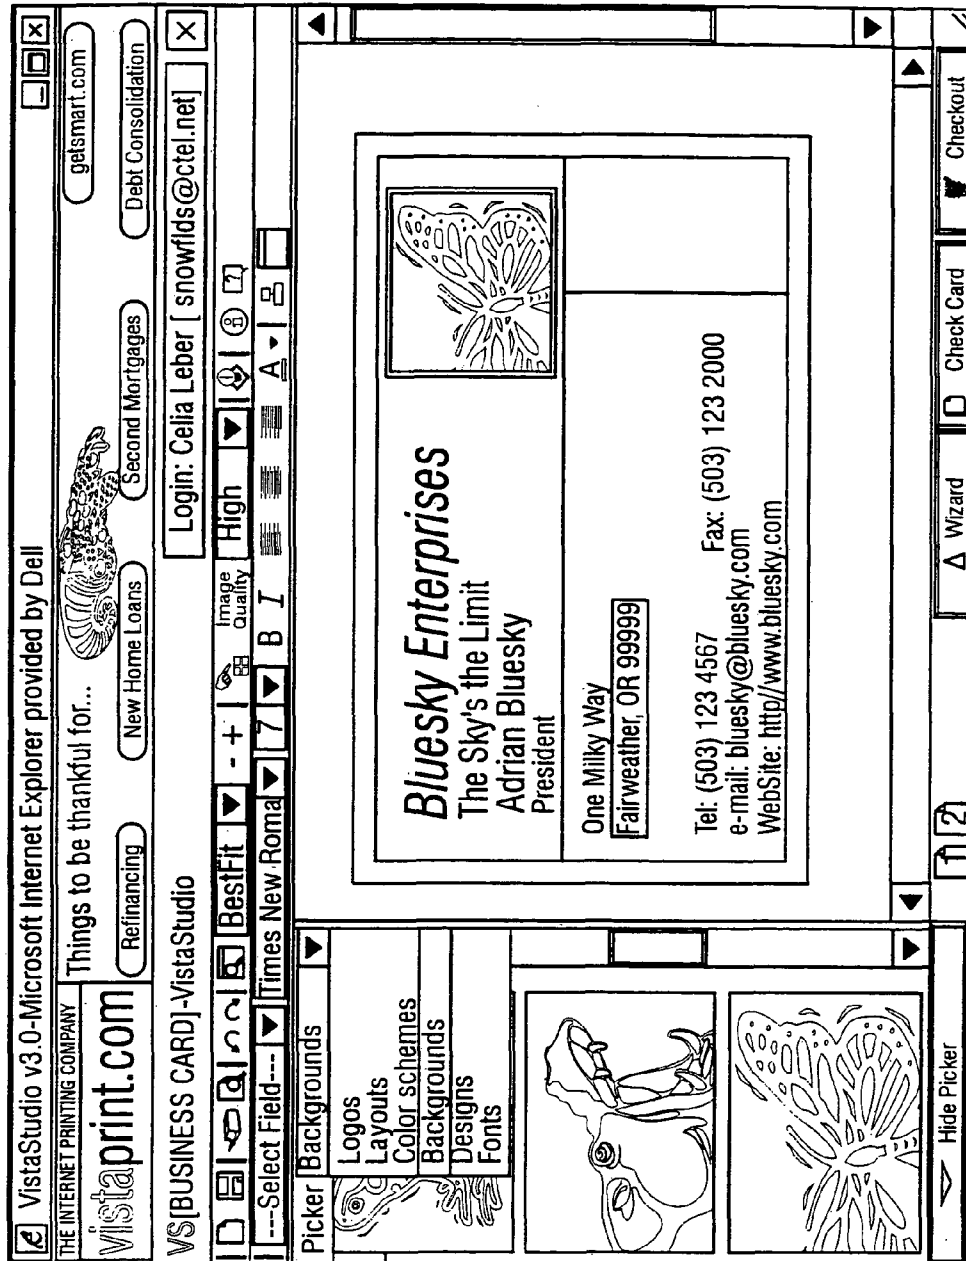 VistaStudio v3.0-Microsoft Internet Explorer provided by Dell
THE INTERNET PRINTING COMPANY
vistaprint.com
Things to be thankful for...
getsmart.com
Refinancing
New Home Loans
Second Mortgages
Debt Consolidation
VS[BUSINESS CARD]-VistaStudio
Login: Celia Leber [ snowflds@ctel.net]
BestFit
- +
Image Quality
High
----Select Field----
Times New Roma
7
B I
A
Picker
Backgrounds
Logos
Layouts
Color schemes
Backgrounds
Designs
Fonts
Bluesky Enterprises
The Sky's the Limit
Adrian Bluesky
President
One Milky Way
Fairweather, OR 99999
Tel: (503) 123 4567 Fax: (503) 123 2000
e-mail: bluesky@bluesky.com
WebSite: http//www.bluesky.com
Hide Picker
1 2
Wizard
Check Card
Checkout